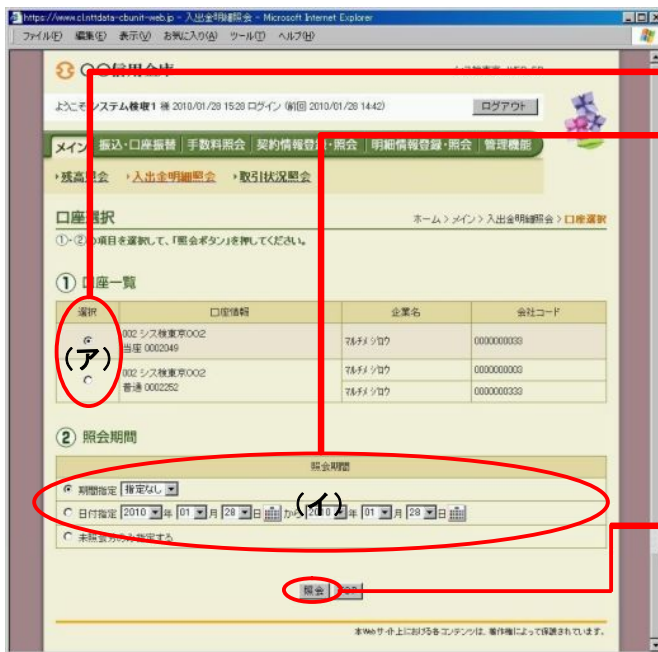 https://www.cl.nttdata-cbunit-web.jp - 入出金明細照会 - Microsoft Internet Explorer
ファイル(F) 編集(E) 表示(V) お気に入り(A) ツール(T) ヘルプ(H)
〇〇信用金庫
ようこそ システム検収1 様 2010/01/28 15:28 ログイン (前回 2010/01/28 14:42)
ログアウト
メイン 振込・口座振替 手数料照会 契約情報登録・照会 明細情報登録・照会 管理機能
残高照会 入出金明細照会 取引状況照会
口座選択
ホーム > メイン > 入出金明細照会 > 口座選択
①-②の項目を選択して、「照会ボタン」を押してください。
① 口座一覧
選択 口座情報 企業名 会社コード
002 シス検東京002
当座 0002049
マルチメ ジロウ 0000000033
(ア)
002 シス検東京002
普通 0002252
マルチメ ジロウ 0000000003
マルチメ ジロウ 0000000333
② 照会期間
照会期間
期間指定 指定なし
(イ)
日付指定 2010 年 01 月 28 日 から 2010 年 01 月 28 日
未照会分のみ指定する
照会 TOP
本Webサイト上における各コンテンツは、著作権によって保護されています。